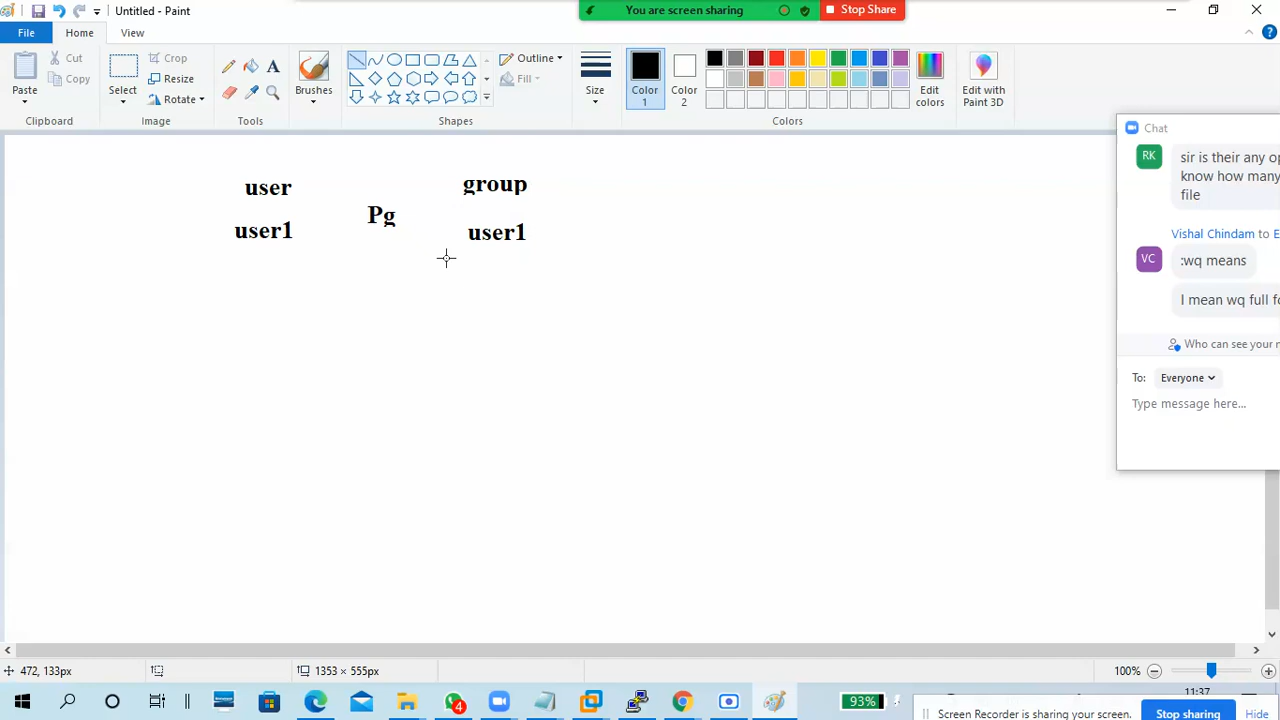 Untitled - Paint
You are screen sharing
Stop Share
File
Home
View
Paste
Cut
Copy
Clipboard
Select
Crop
Resize
Rotate
Image
A
Tools
Brushes
Outline
Fill
Shapes
Size
Color 1
Color 2
Edit colors
Edit with Paint 3D
Colors
user
group
Pg
user1
user1
Chat
RK
sir is their any op
know how many
file
Vishal Chindam to E
VC
:wq means
I mean wq full fo
Who can see your
To: Everyone
Type message here...
472, 133px
1353 × 555px
100%
4
93%
11:37
Screen Recorder is sharing your screen.
Stop sharing
Hide